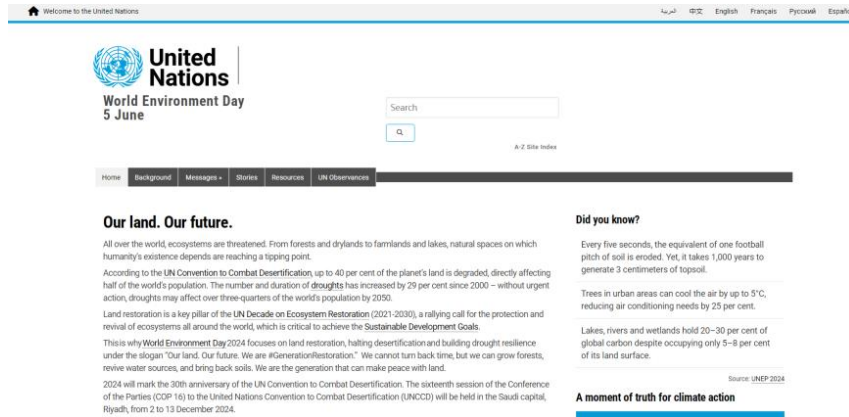 Welcome to the United Nations
العربية 中文 English Français Русский Españo
United
Nations
World Environment Day
5 June
Search
A-Z Site Index
Home Background Messages Stories Resources UN Observances
Our land. Our future.
All over the world, ecosystems are threatened. From forests and drylands to farmlands and lakes, natural spaces on which
humanity's existence depends are reaching a tipping point.
According to the UN Convention to Combat Desertification, up to 40 per cent of the planet's land is degraded, directly affecting
half of the world's population. The number and duration of droughts has increased by 29 per cent since 2000 – without urgent
action, droughts may affect over three-quarters of the world's population by 2050.
Land restoration is a key pillar of the UN Decade on Ecosystem Restoration (2021-2030), a rallying call for the protection and
revival of ecosystems all around the world, which is critical to achieve the Sustainable Development Goals.
This is why World Environment Day 2024 focuses on land restoration, halting desertification and building drought resilience
under the slogan "Our land. Our future. We are #GenerationRestoration." We cannot turn back time, but we can grow forests,
revive water sources, and bring back soils. We are the generation that can make peace with land.
2024 will mark the 30th anniversary of the UN Convention to Combat Desertification. The sixteenth session of the Conference
of the Parties (COP 16) to the United Nations Convention to Combat Desertification (UNCCD) will be held in the Saudi capital,
Riyadh, from 2 to 13 December 2024.
Did you know?
Every five seconds, the equivalent of one football
pitch of soil is eroded. Yet, it takes 1,000 years to
generate 3 centimeters of topsoil.
Trees in urban areas can cool the air by up to 5°C,
reducing air conditioning needs by 25 per cent.
Lakes, rivers and wetlands hold 20–30 per cent of
global carbon despite occupying only 5–8 per cent
of its land surface.
Source: UNEP 2024
A moment of truth for climate action